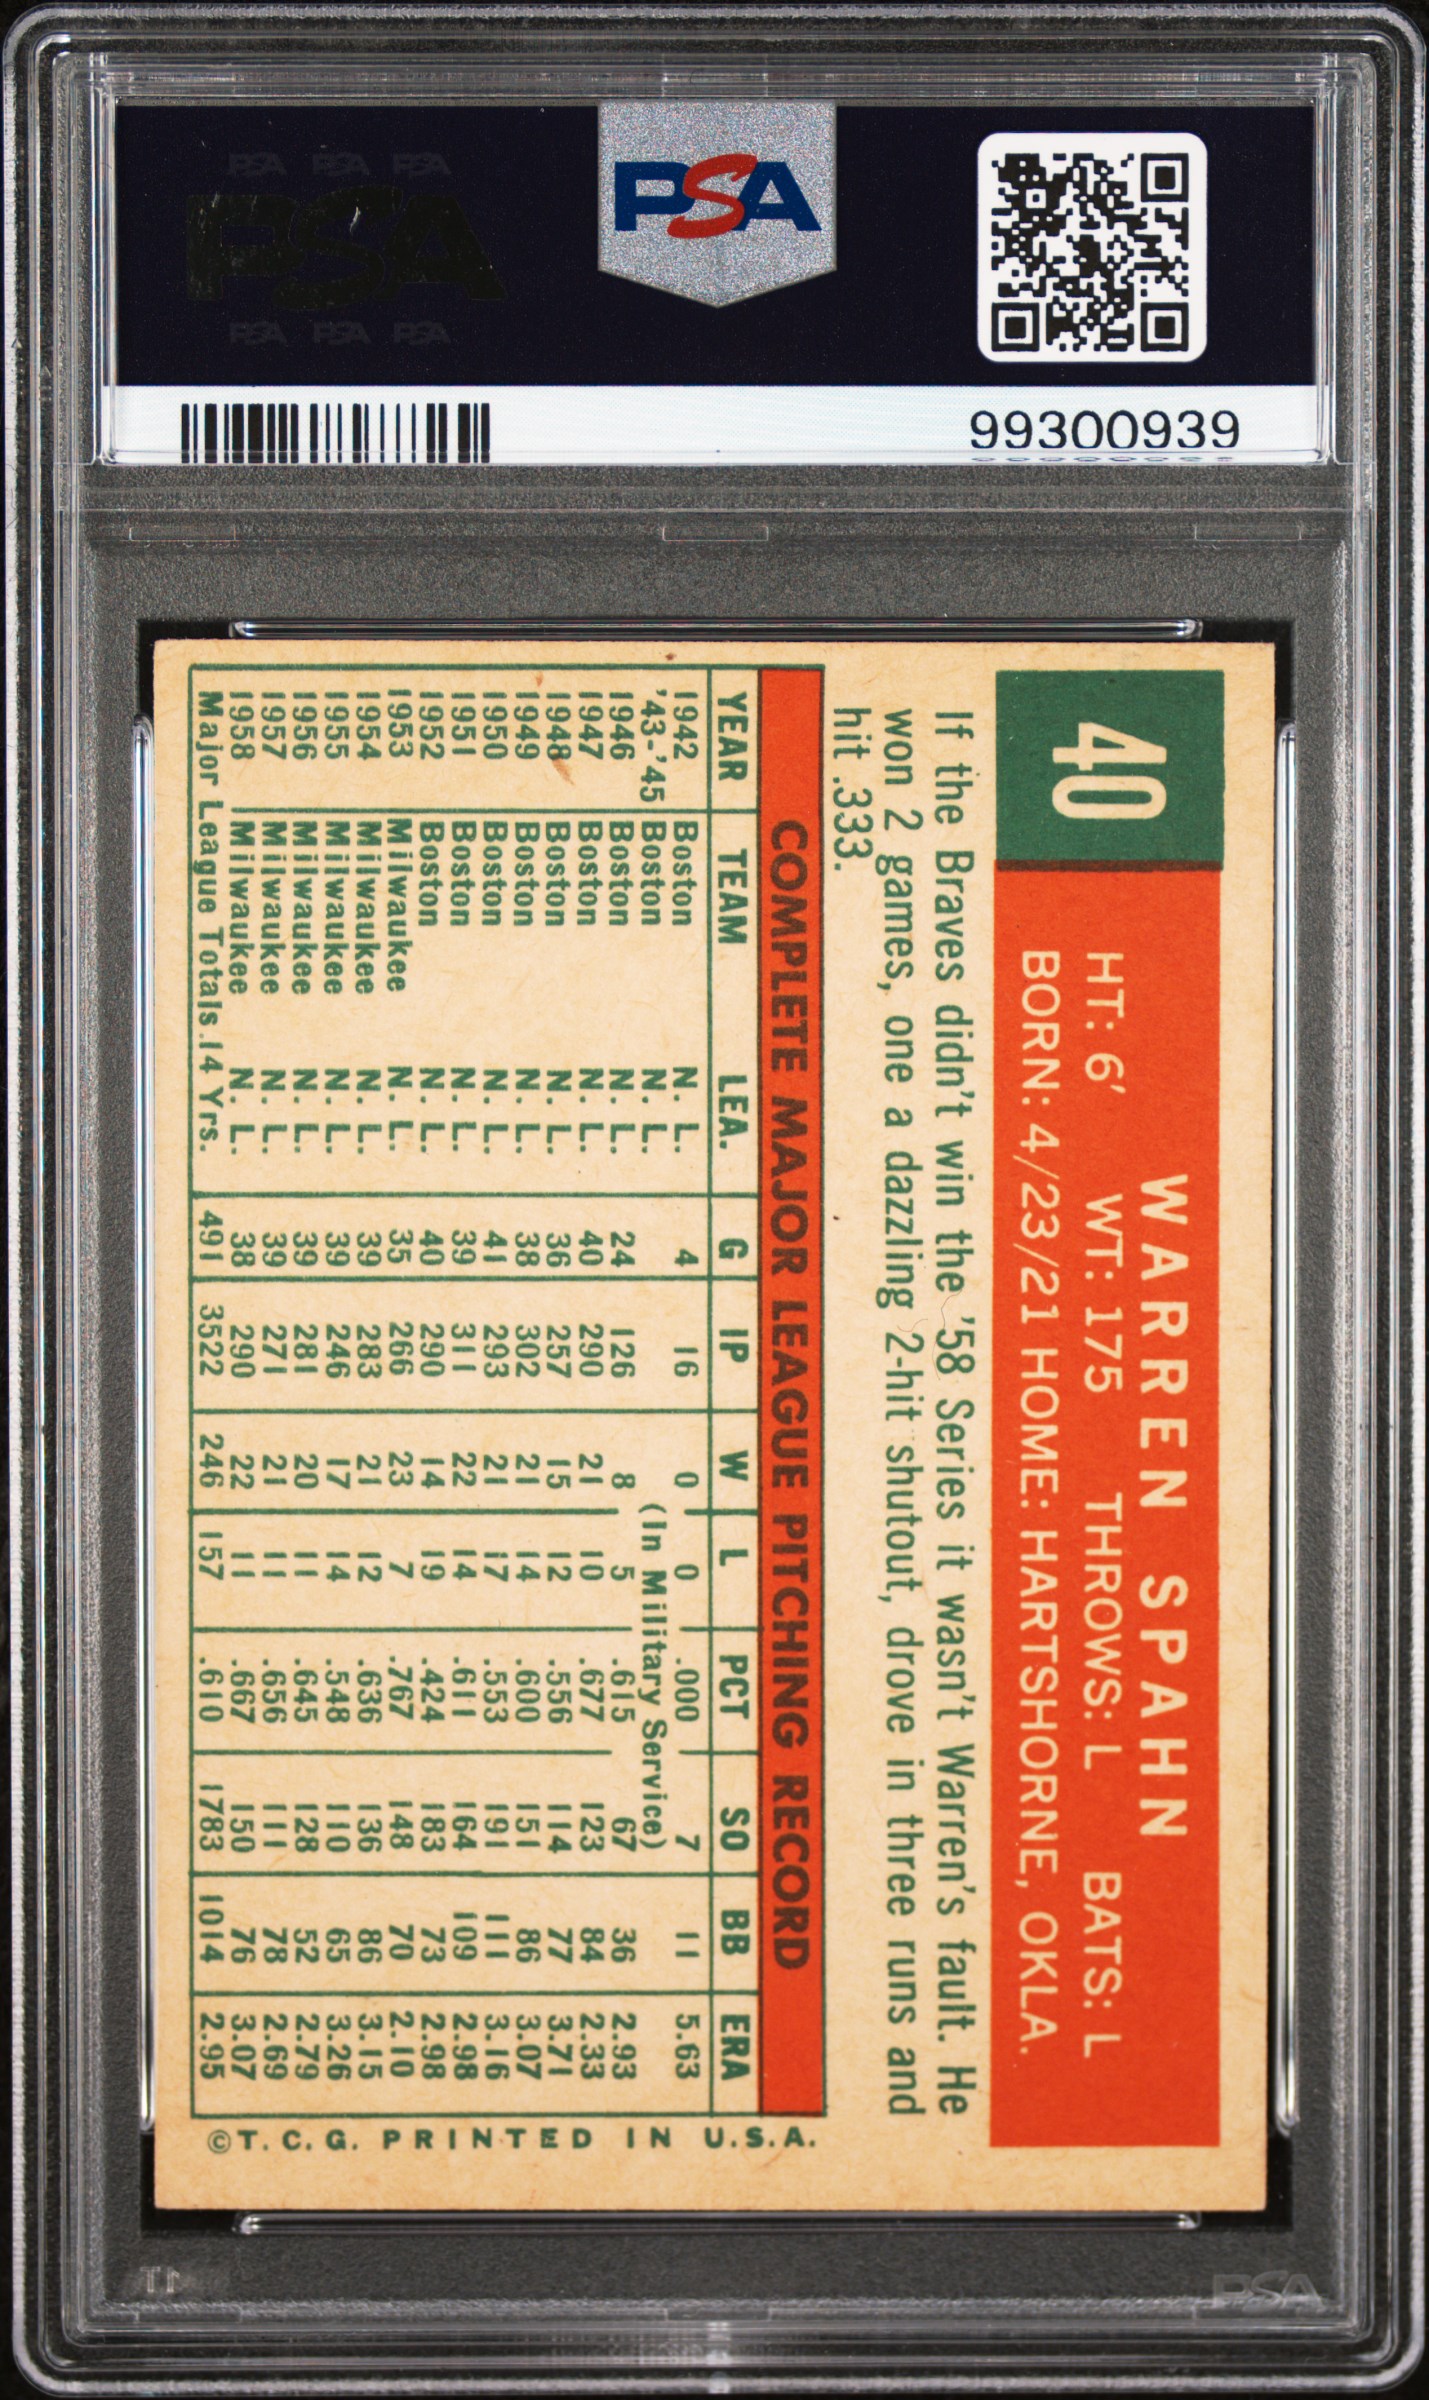 PSA PSA PSA
PSA
PSA PSA PSA
PSA
99300939
40
WARREN SPAHN
HT: 6' WT: 175 THROWS: L BATS: L
BORN: 4/23/21 HOME: HARTSHORNE, OKLA.
If the Braves didn't win the '58 Series it wasn't Warren's fault. He
won 2 games, one a dazzling 2-hit shutout, drove in three runs and
hit .333.
COMPLETE MAJOR LEAGUE PITCHING RECORD
YEAR TEAM LEA. G IP W L PCT SO BB ERA
1942 Boston N. L. 4 16 0 0 .000 7 11 5.63
'43-'45 Boston N. L. (In Military Service)
1946 Boston N. L. 24 126 8 5 .615 67 36 2.93
1947 Boston N. L. 40 290 21 10 .677 123 84 2.33
1948 Boston N. L. 36 257 15 12 .556 114 77 3.71
1949 Boston N. L. 38 302 21 14 .600 151 86 3.07
1950 Boston N. L. 41 293 21 17 .553 191 111 3.16
1951 Boston N. L. 39 311 22 14 .611 164 109 2.98
1952 Boston N. L. 40 290 14 19 .424 183 73 2.98
1953 Milwaukee N. L. 35 266 23 7 .767 148 70 2.10
1954 Milwaukee N. L. 39 283 21 12 .636 136 86 3.15
1955 Milwaukee N. L. 39 246 17 14 .548 110 65 3.26
1956 Milwaukee N. L. 39 281 20 11 .645 128 52 2.79
1957 Milwaukee N. L. 39 271 21 11 .656 111 78 2.69
1958 Milwaukee N. L. 38 290 22 11 .667 150 76 3.07
Major League Totals.14 Yrs. 491 3522 246 157 .610 1783 1014 2.95
©T. C. G. PRINTED IN U.S.A.
PSA